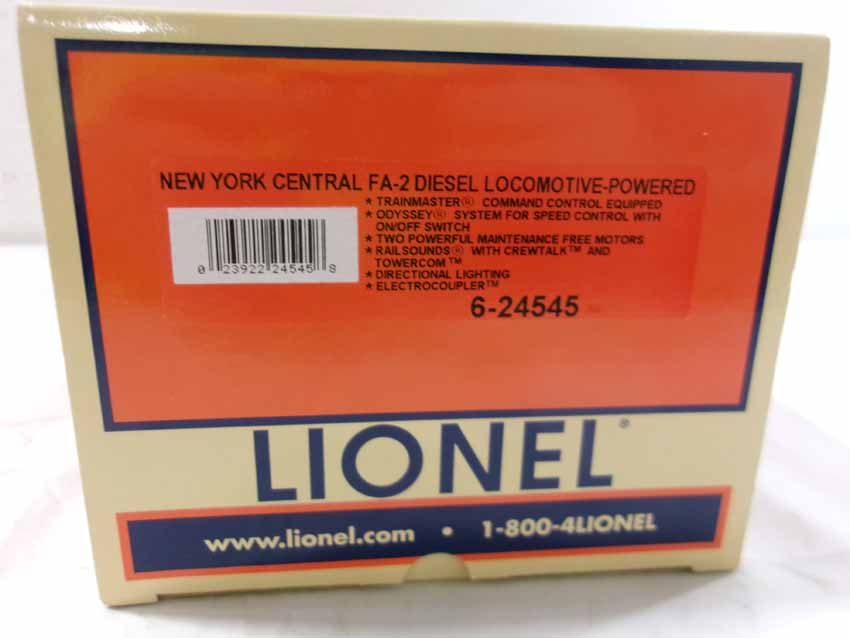 NEW YORK CENTRAL FA-2 DIESEL LOCOMOTIVE-POWERED
* TRAINMASTER® COMMAND CONTROL EQUIPPED
* ODYSSEY® SYSTEM FOR SPEED CONTROL WITH
ON/OFF SWITCH
* TWO POWERFUL MAINTENANCE FREE MOTORS
* RAILSOUNDS® WITH CREWTALK™ AND
TOWERCOM™
* DIRECTIONAL LIGHTING
* ELECTROCOUPLER™
0 23922 24545 8
6-24545
LIONEL®
www.lionel.com • 1-800-4LIONEL